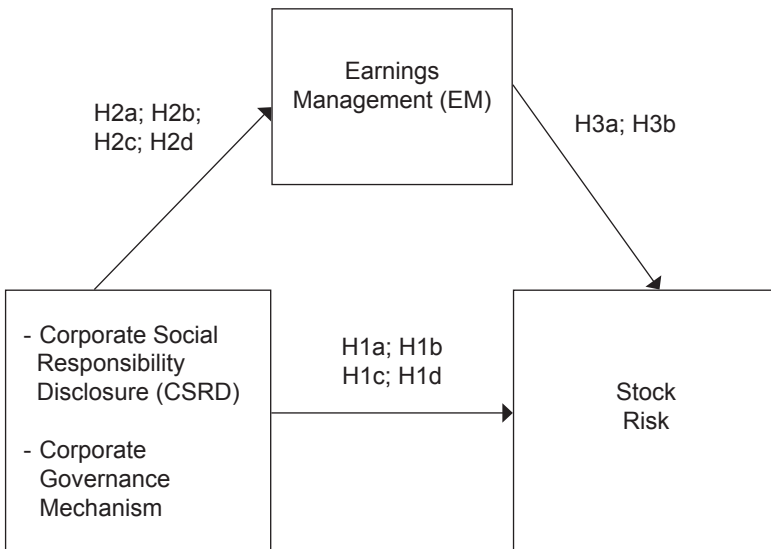 Earnings
Management (EM)
H2a; H2b;
H2c; H2d
H3a; H3b
- Corporate Social
Responsibility
Disclosure (CSRD)
- Corporate
Governance
Mechanism
H1a; H1b
H1c; H1d
Stock
Risk